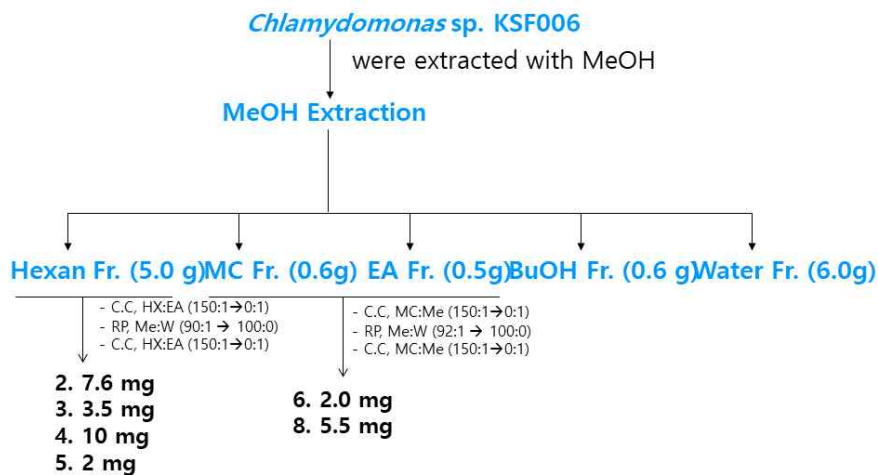 Chlamydomonas sp. KSF006
were extracted with MeOH
MeOH Extraction
Hexan Fr. (5.0 g) MC Fr. (0.6g) EA Fr. (0.5g) BuOH Fr. (0.6 g) Water Fr. (6.0g)
- C.C, HX:EA (150:1→0:1)
- RP, Me:W (90:1 → 100:0)
- C.C, HX:EA (150:1→0:1)
- C.C, MC:Me (150:1→0:1)
- RP, Me:W (92:1 → 100:0)
- C.C, MC:Me (150:1→0:1)
2. 7.6 mg
3. 3.5 mg
4. 10 mg
5. 2 mg
6. 2.0 mg
8. 5.5 mg